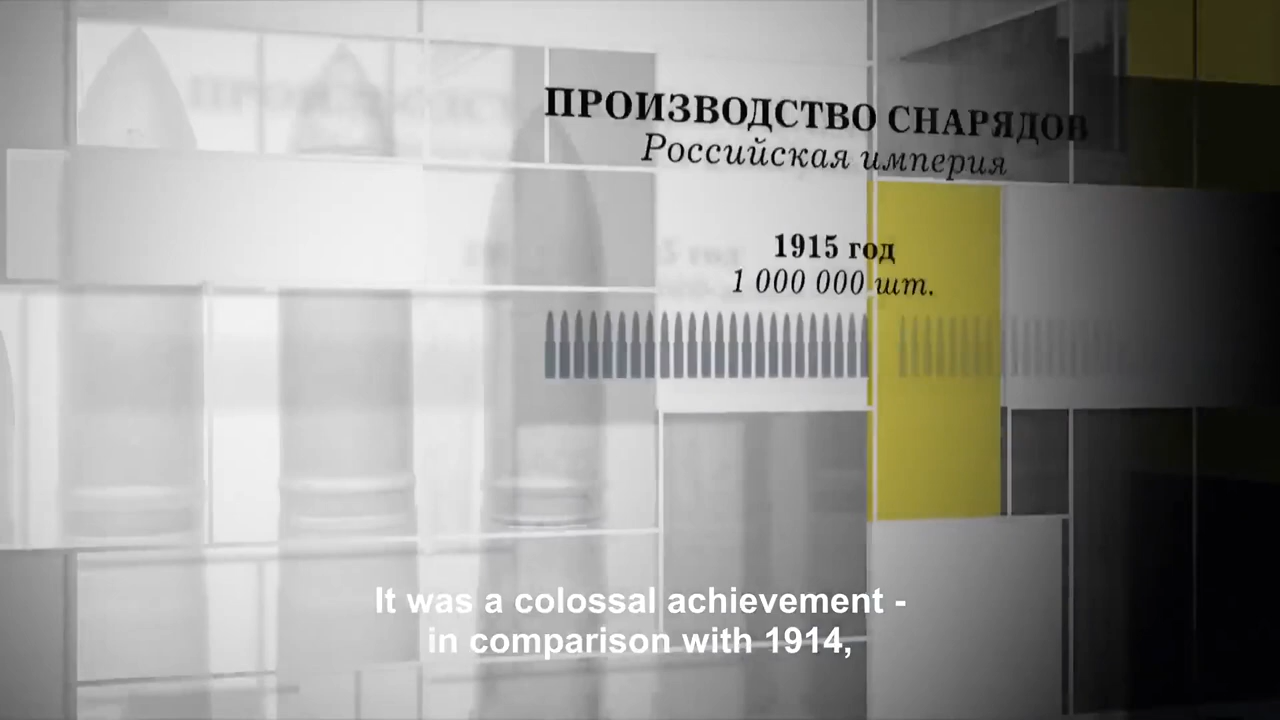 ПРОИЗВОДСТВО СНАРЯДОВ
Российская империя
1915 год
1 000 000 шт.
It was a colossal achievement -
in comparison with 1914,